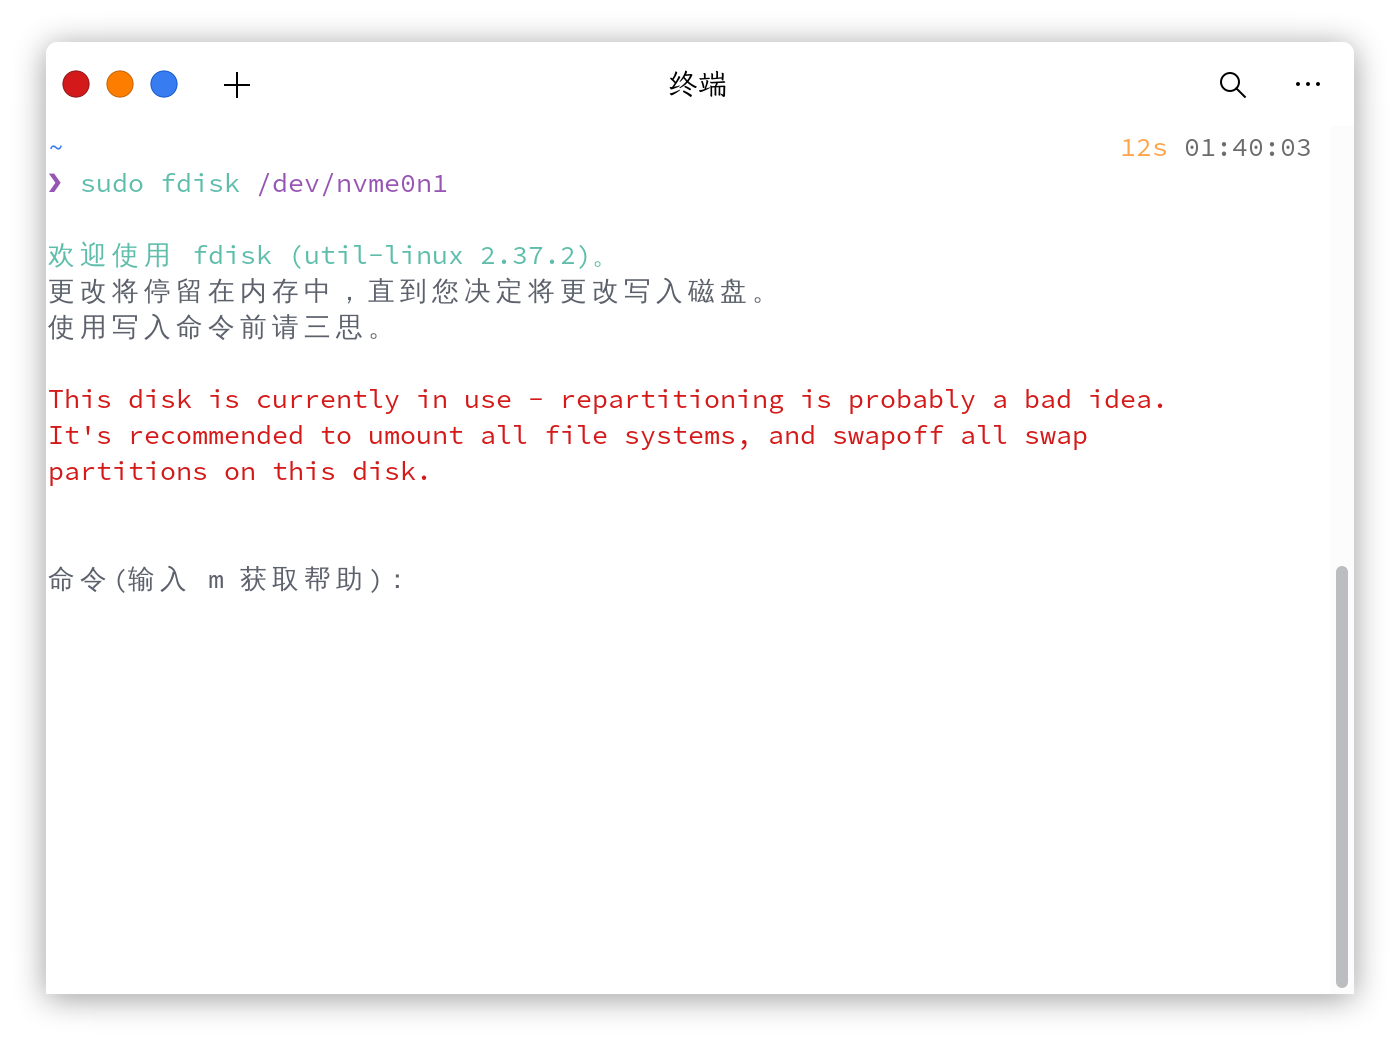 终端
~ 12s 01:40:03
❯ sudo fdisk /dev/nvme0n1
欢迎使用 fdisk (util-linux 2.37.2)。
更改将停留在内存中，直到您决定将更改写入磁盘。
使用写入命令前请三思。
This disk is currently in use - repartitioning is probably a bad idea.
It's recommended to umount all file systems, and swapoff all swap
partitions on this disk.
命令(输入 m 获取帮助)：